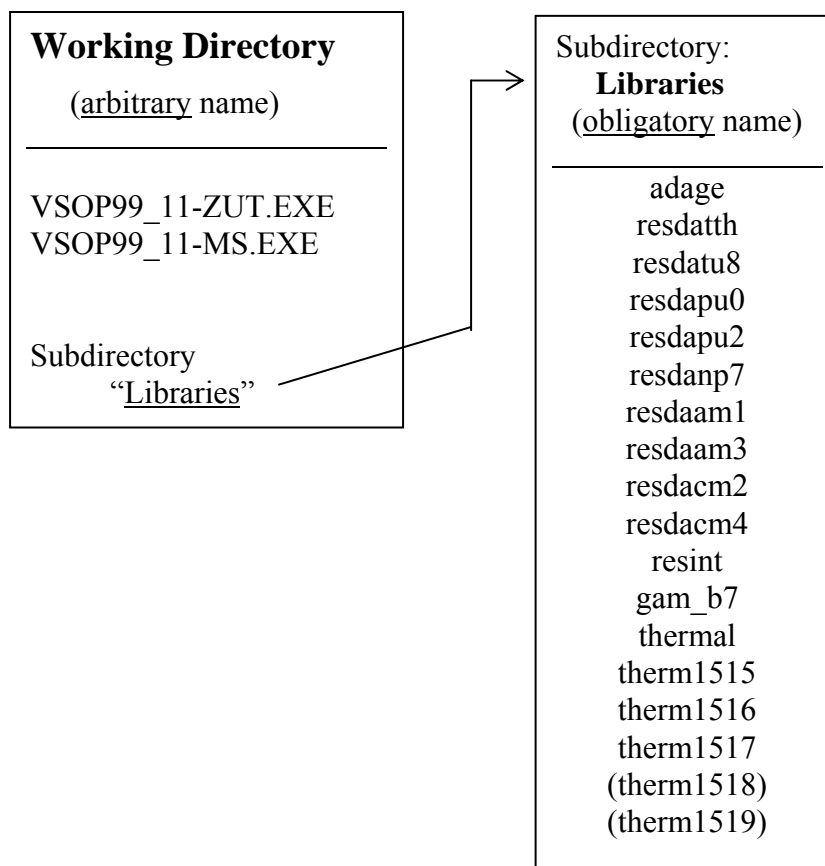 Working Directory
(arbitrary name)
VSOP99_11-ZUT.EXE
VSOP99_11-MS.EXE
Subdirectory
“Libraries”
Subdirectory:
Libraries
(obligatory name)
adage
resdatth
resdatu8
resdapu0
resdapu2
resdanp7
resdaam1
resdaam3
resdacm2
resdacm4
resint
gam_b7
thermal
therm1515
therm1516
therm1517
(therm1518)
(therm1519)